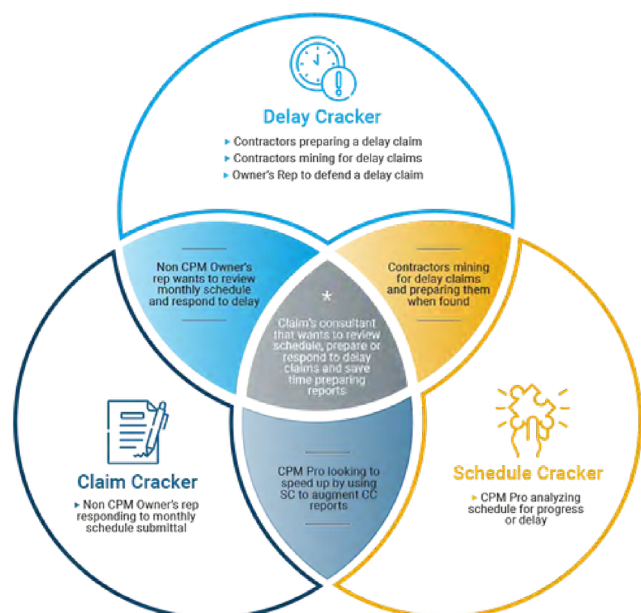 Delay Cracker
▸ Contractors preparing a delay claim
▸ Contractors mining for delay claims
▸ Owner's Rep to defend a delay claim
Non CPM Owner's
rep wants to review
monthly schedule
and respond to delay
Contractors mining
for delay claims
and preparing them
when found
*
Claim's consultant
that wants to review
schedule, prepare or
respond to delay
claims and save
time preparing
reports
Claim Cracker
▸ Non CPM Owner's rep
responding to monthly
schedule submittal
CPM Pro looking to
speed up by using
SC to augment CC
reports
Schedule Cracker
▸ CPM Pro analyzing
schedule for progress
or delay